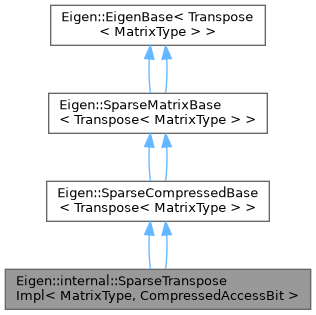 Eigen::EigenBase< Transpose
< MatrixType > >
Eigen::SparseMatrixBase
< Transpose< MatrixType > >
Eigen::SparseCompressedBase
< Transpose< MatrixType > >
Eigen::internal::SparseTranspose
Impl< MatrixType, CompressedAccessBit >